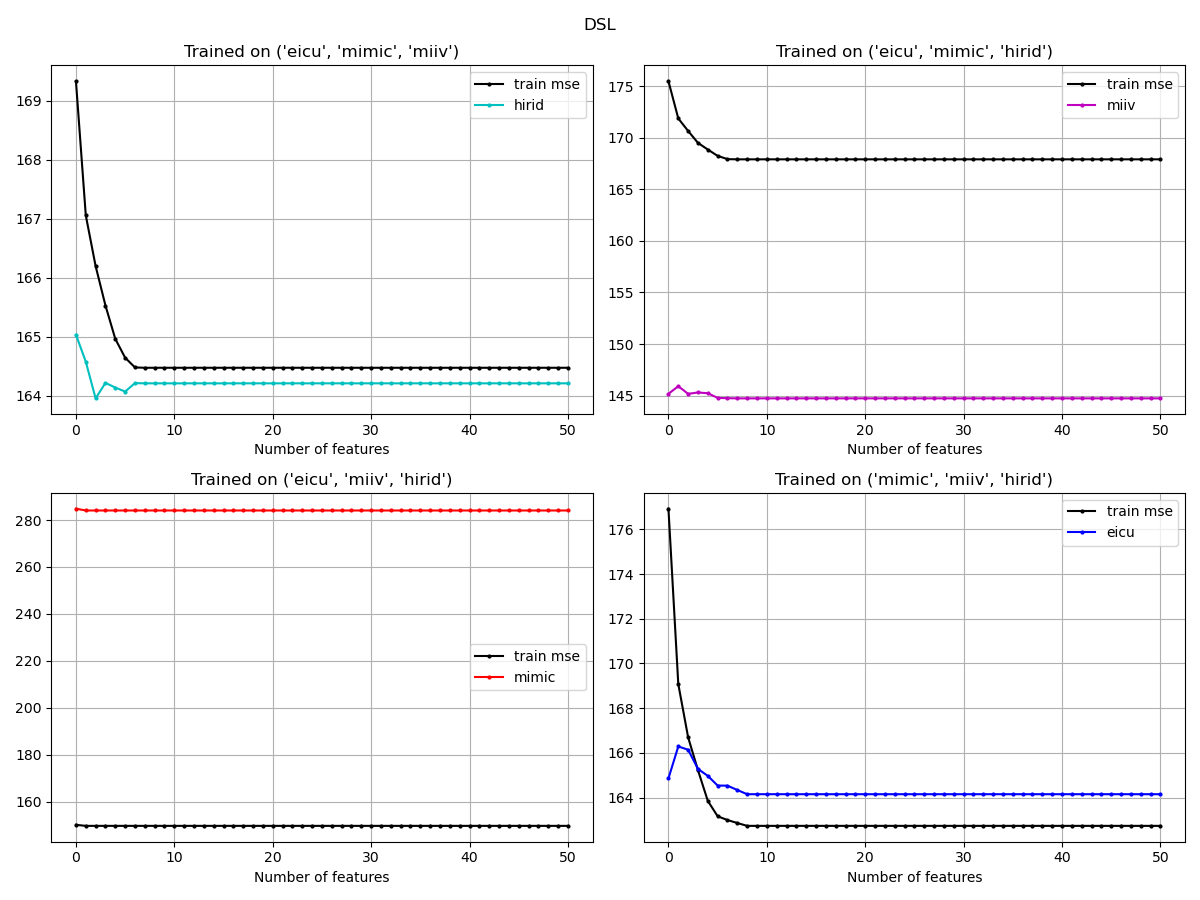 DSL
Trained on ('eicu', 'mimic', 'miiv')
169
168
167
166
165
164
train mse
hirid
0 10 20 30 40 50
Number of features
Trained on ('eicu', 'mimic', 'hirid')
175
170
165
160
155
150
145
train mse
miiv
0 10 20 30 40 50
Number of features
Trained on ('eicu', 'miiv', 'hirid')
280
260
240
220
200
180
160
train mse
mimic
0 10 20 30 40 50
Number of features
Trained on ('mimic', 'miiv', 'hirid')
176
174
172
170
168
166
164
train mse
eicu
0 10 20 30 40 50
Number of features